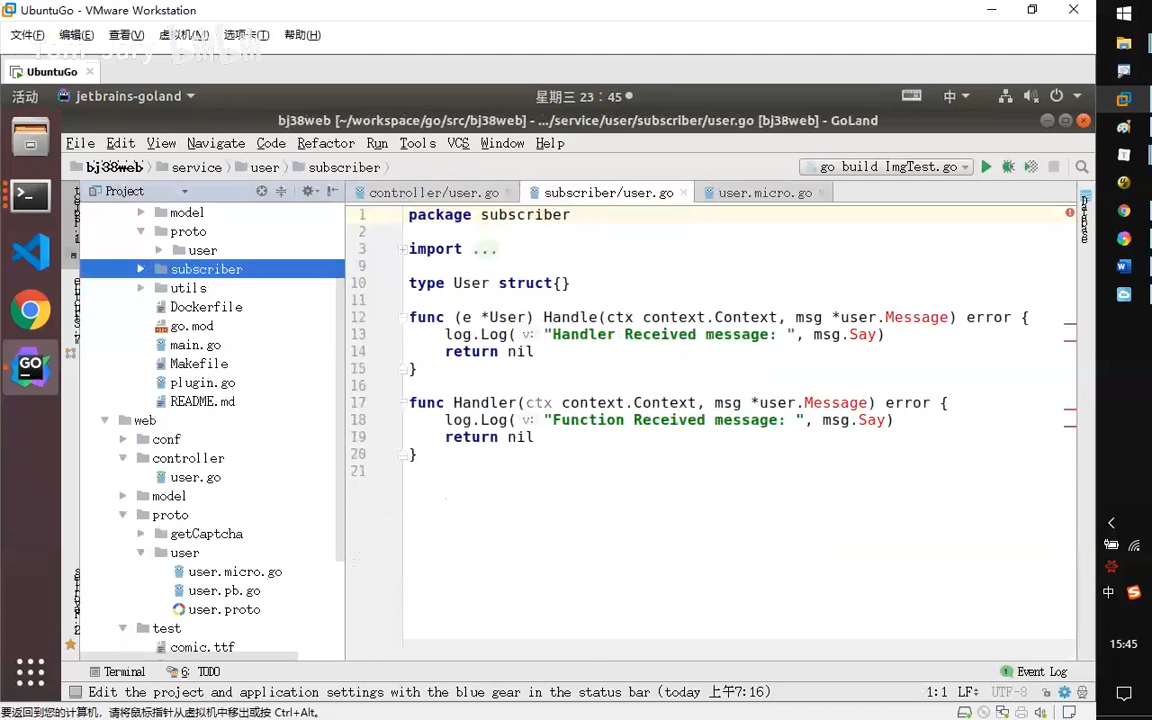 UbuntuGo - VMware Workstation
文件(F) 编辑(E) 查看(V) 虚拟机(M) 选项卡(T) 帮助(H)
UbuntuGo
活动 jetbrains-goland 星期三 23：45 中
bj38web [~/workspace/go/src/bj38web] - .../service/user/subscriber/user.go [bj38web] - GoLand
File Edit View Navigate Code Refactor Run Tools VCS Window Help
bj38web service user subscriber go build ImgTest.go
Project controller/user.go subscriber/user.go user.micro.go
Database
model
proto
user
subscriber
utils
Dockerfile
go.mod
main.go
Makefile
plugin.go
README.md
web
conf
controller
user.go
model
proto
getCaptcha
user
user.micro.go
user.pb.go
user.proto
test
comic.ttf
1 package subscriber
2
3 import ...
9
10 type User struct{}
11
12 func (e *User) Handle(ctx context.Context, msg *user.Message) error {
13 log.Log( v: "Handler Received message: ", msg.Say)
14 return nil
15 }
16
17 func Handler(ctx context.Context, msg *user.Message) error {
18 log.Log( v: "Function Received message: ", msg.Say)
19 return nil
20 }
21
Terminal 6: TODO 1 Event Log
Edit the project and application settings with the blue gear in the status bar (today 上午7:16) 1:1 LF: UTF-8
要返回到您的计算机，请将鼠标指针从虚拟机中移出或按 Ctrl+Alt。
中
15:45